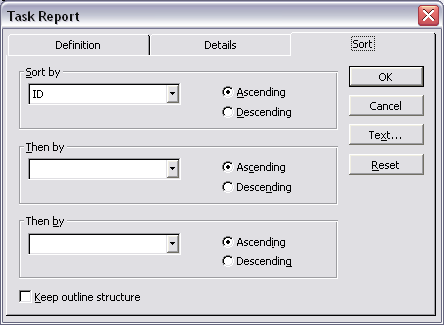 Task Report
Definition Details Sort
Sort by
ID
Ascending
Descending
OK
Cancel
Text...
Reset
Then by
Ascending
Descending
Then by
Ascending
Descending
Keep outline structure